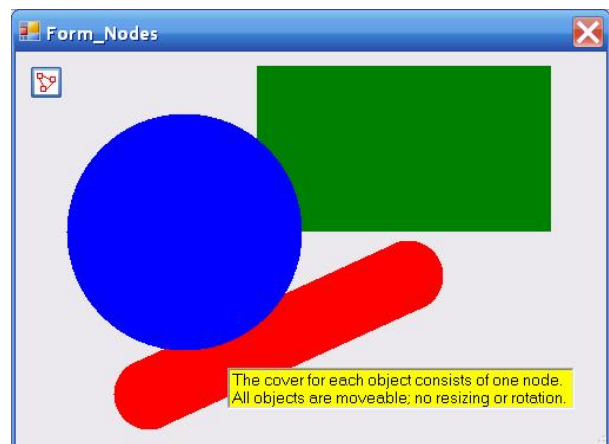 Form_Nodes
The cover for each object consists of one node.
All objects are moveable; no resizing or rotation.